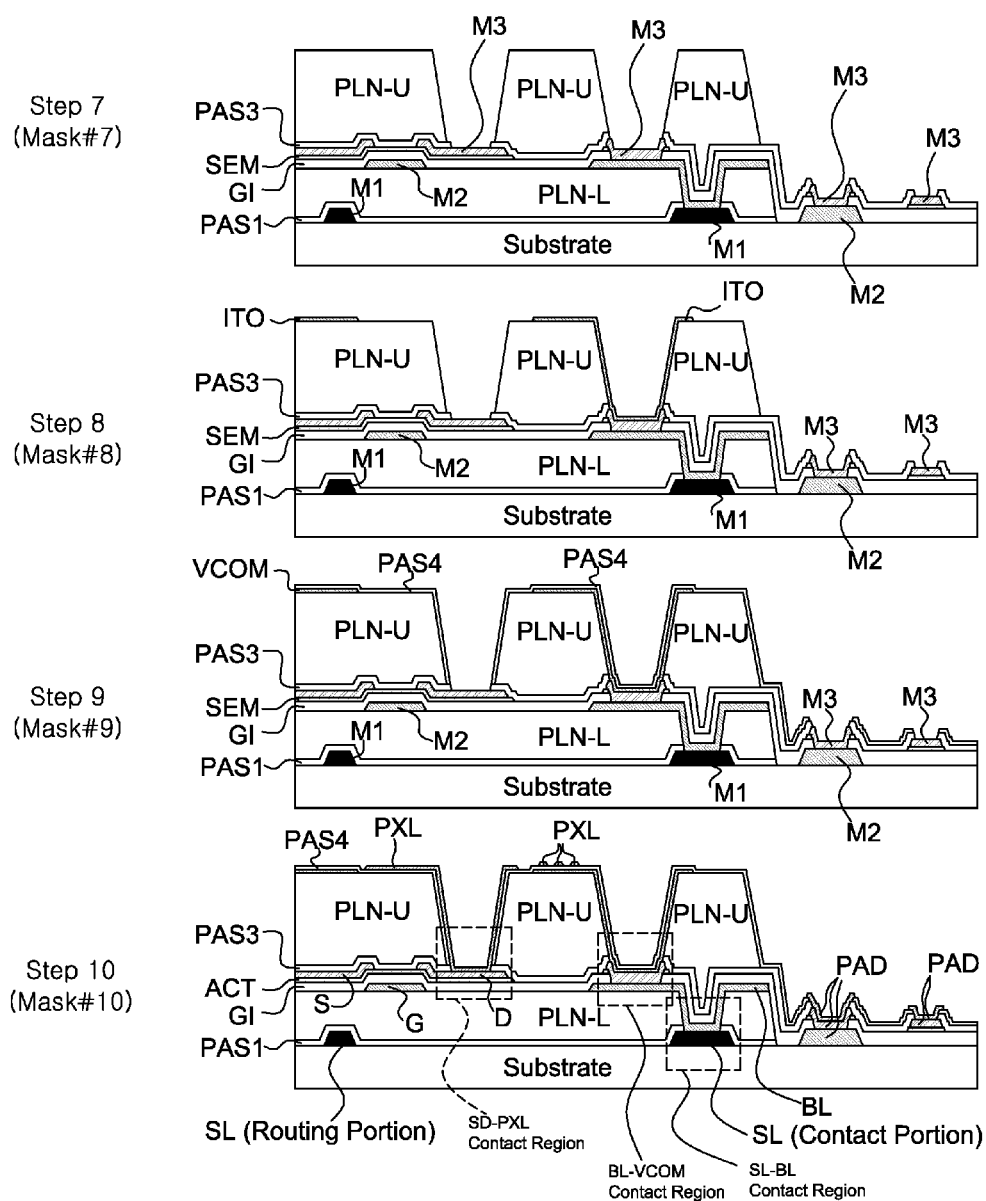 M3
M3
PLN-U
PLN-U
PLN-U
M3
Step 7
(Mask#7)
PAS3
M3
SEM
GI
M1
M2
PLN-L
PAS1
Substrate
M1
M2
ITO
ITO
PLN-U
PLN-U
PLN-U
PAS3
Step 8
(Mask#8)
SEM
M3
M3
GI
M1
M2
PLN-L
PAS1
Substrate
M1
M2
VCOM
PAS4
PAS4
PLN-U
PLN-U
PLN-U
PAS3
Step 9
(Mask#9)
SEM
M3
M3
GI
M1
M2
PLN-L
PAS1
Substrate
M1
M2
PAS4
PXL
PXL
PLN-U
PLN-U
PLN-U
PAS3
Step 10
(Mask#10)
PAD
PAD
ACT
S
GI
G
D
PLN-L
PAS1
Substrate
BL
SL (Routing Portion)
SD-PXL
Contact Region
SL (Contact Portion)
BL-VCOM
Contact Region
SL-BL
Contact Region